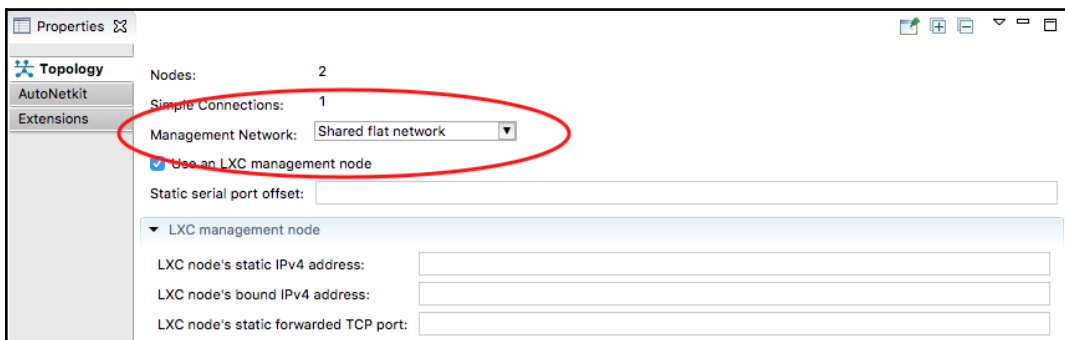 Properties
Topology
AutoNetkit
Extensions
Nodes: 2
Simple Connections: 1
Management Network: Shared flat network
Use an LXC management node
Static serial port offset:
LXC management node
LXC node's static IPv4 address:
LXC node's bound IPv4 address:
LXC node's static forwarded TCP port: